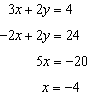 3x + 2y = 4
−2x + 2y = 24
5x = −20
x = −4